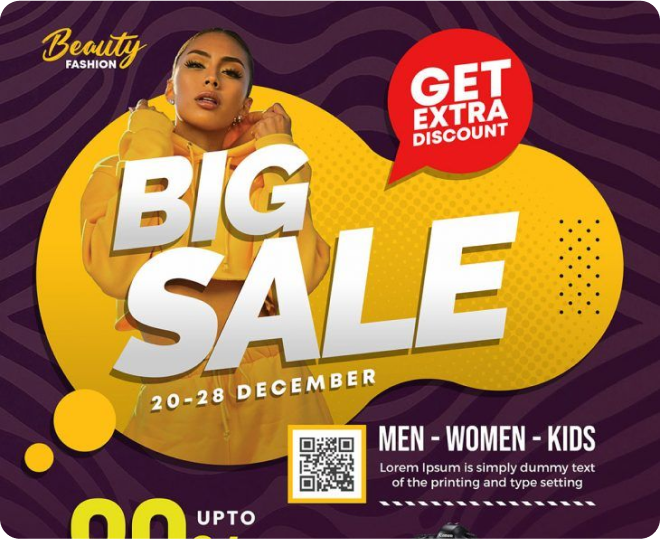 Beauty
FASHION
GET
EXTRA
DISCOUNT
BIG
SALE
20-28 DECEMBER
MEN - WOMEN - KIDS
Lorem Ipsum is simply dummy text
of the printing and type setting
UPTO